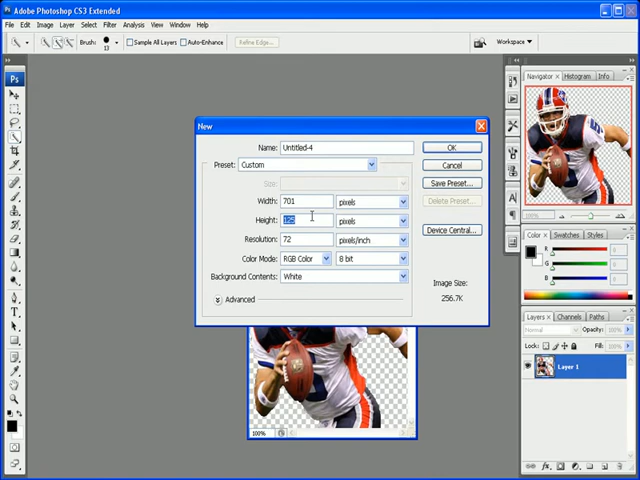 Adobe Photoshop CS3 Extended
File Edit Image Layer Select Filter Analysis View Window Help
Brush: 13 Sample All Layers Auto-Enhance Refine Edge... Workspace
Ps
Navigator Histogram Info
New
Name: Untitled-4 OK
Preset: Custom Cancel
Size: Save Preset...
Width: 701 pixels Delete Preset...
Height: 125 pixels
Resolution: 72 pixels/inch Device Central...
Color Mode: RGB Color 8 bit
Background Contents: White
Image Size:
256.7K
Advanced
Color Swatches Styles
R
G
B
Layers Channels Paths
Normal Opacity:
Lock: Fill:
Layer 1
100%